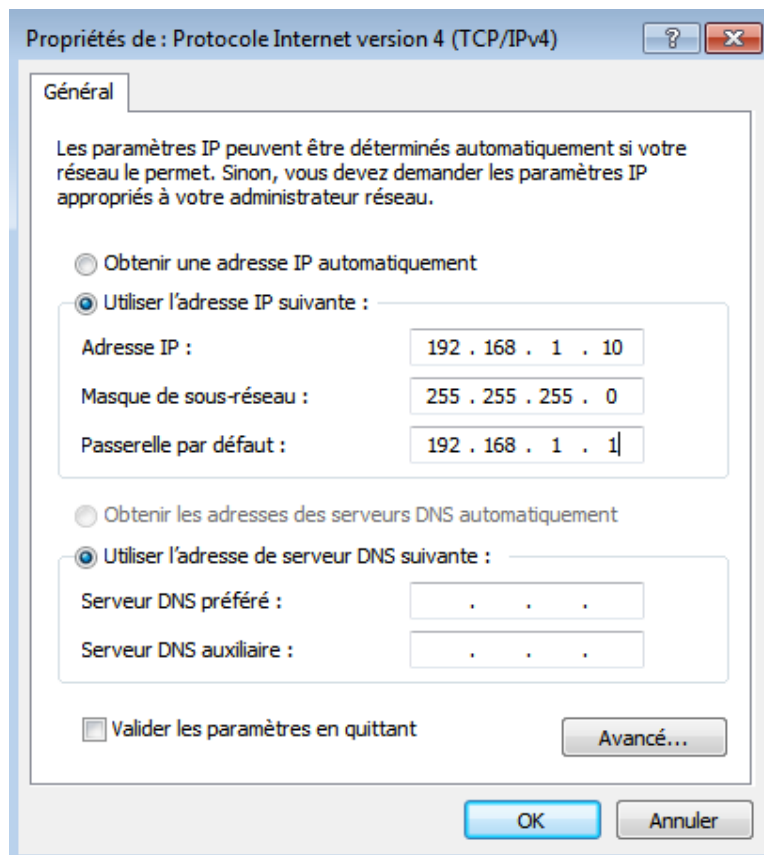 Propriétés de : Protocole Internet version 4 (TCP/IPv4)
Général
Les paramètres IP peuvent être déterminés automatiquement si votre
réseau le permet. Sinon, vous devez demander les paramètres IP
appropriés à votre administrateur réseau.
Obtenir une adresse IP automatiquement
Utiliser l'adresse IP suivante :
Adresse IP : 192 . 168 . 1 . 10
Masque de sous-réseau : 255 . 255 . 255 . 0
Passerelle par défaut : 192 . 168 . 1 . 1
Obtenir les adresses des serveurs DNS automatiquement
Utiliser l'adresse de serveur DNS suivante :
Serveur DNS préféré : . . .
Serveur DNS auxiliaire : . . .
Valider les paramètres en quittant
Avancé...
OK Annuler